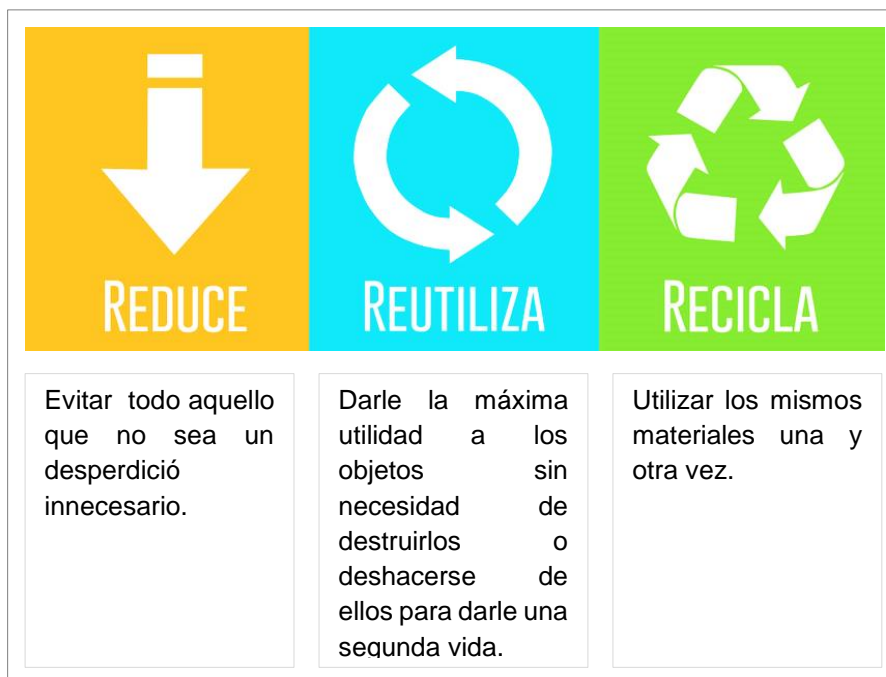 REDUCE
REUTILIZA
RECICLA
Evitar todo aquello
que no sea un
desperdició
innecesario.
Darle la máxima
utilidad a los
objetos sin
necesidad de
destruirlos o
deshacerse de
ellos para darle una
segunda vida.
Utilizar los mismos
materiales una y
otra vez.